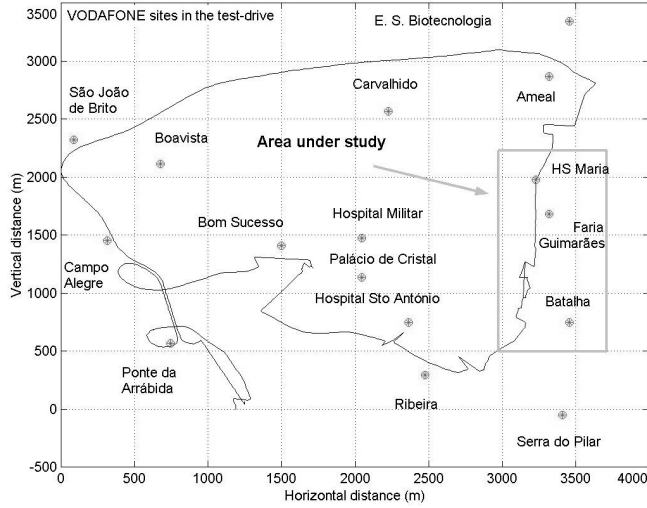 VODAFONE sites in the test-drive
E. S. Biotecnologia
São João
de Brito
Carvalhido
Ameal
Boavista
Area under study
HS Maria
Hospital Militar
Bom Sucesso
Faria
Guimarães
Palácio de Cristal
Campo
Alegre
Hospital Sto António
Batalha
Ponte da
Arrábida
Ribeira
Serra do Pilar
3500
3000
2500
2000
1500
1000
500
0
-500
Vertical distance (m)
0 500 1000 1500 2000 2500 3000 3500 4000
Horizontal distance (m)